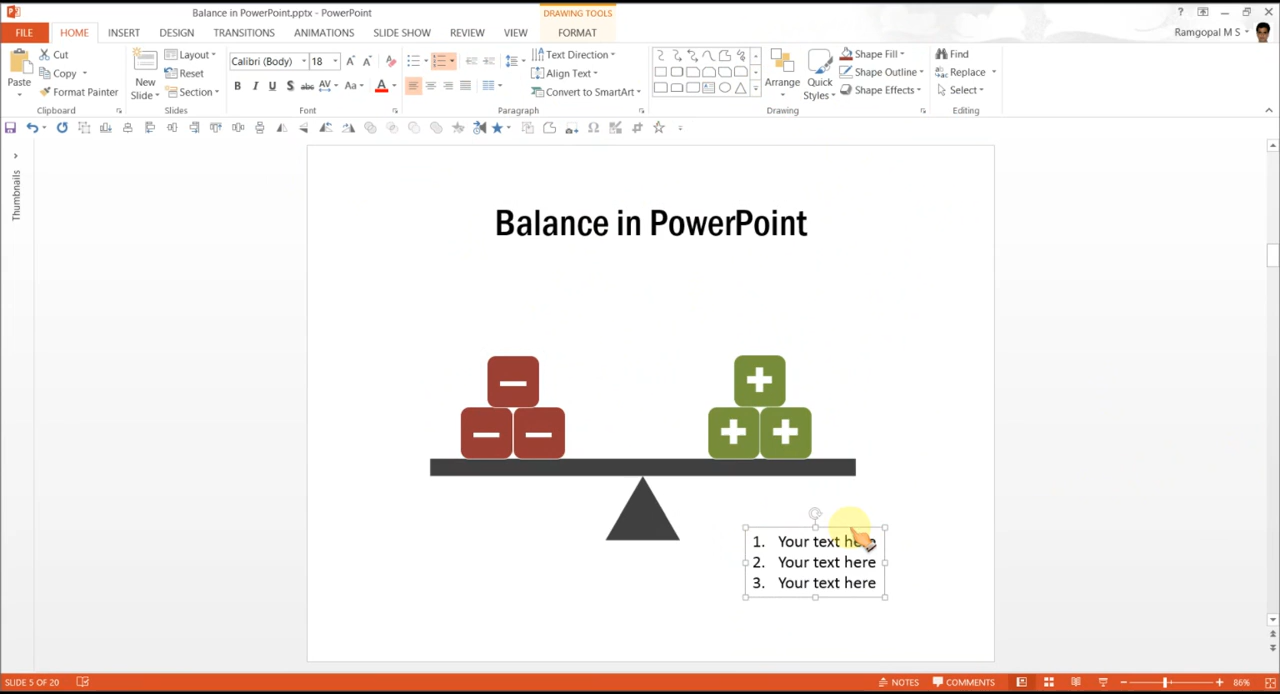 Balance in PowerPoint.pptx - PowerPoint
DRAWING TOOLS
?
FILE HOME INSERT DESIGN TRANSITIONS ANIMATIONS SLIDE SHOW REVIEW VIEW FORMAT
Ramgopal M S
Paste
Cut
Copy
Format Painter
Clipboard
New Slide
Layout
Reset
Section
Slides
Calibri (Body) 18
B I U S abc AV Aa A
Font
Text Direction
Align Text
Convert to SmartArt
Paragraph
Arrange
Quick Styles
Shape Fill
Shape Outline
Shape Effects
Drawing
Find
Replace
Select
Editing
Thumbnails
Balance in PowerPoint
1. Your text here
2. Your text here
3. Your text here
SLIDE 5 OF 20
NOTES
COMMENTS
86%